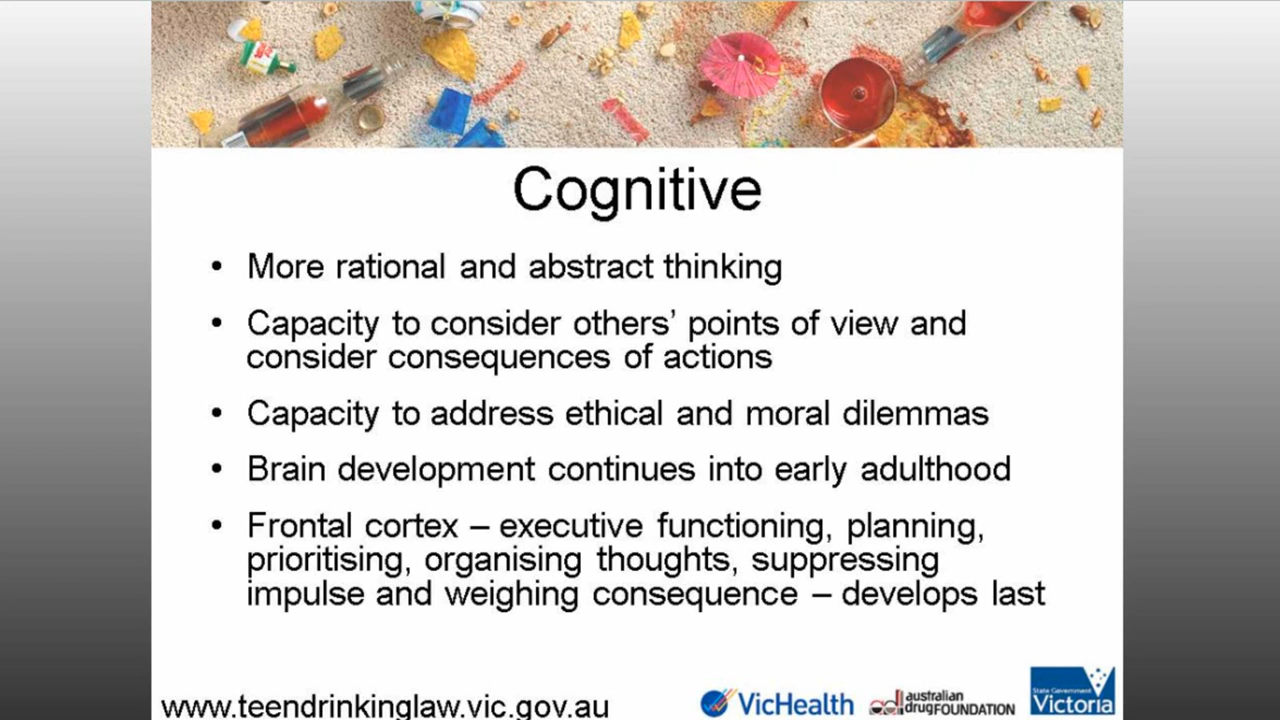 Cognitive
• More rational and abstract thinking
• Capacity to consider others’ points of view and
consider consequences of actions
• Capacity to address ethical and moral dilemmas
• Brain development continues into early adulthood
• Frontal cortex – executive functioning, planning,
prioritising, organising thoughts, suppressing
impulse and weighing consequence – develops last
www.teendrinkinglaw.vic.gov.au
VicHealth
australian
drugFOUNDATION
State Government
Victoria